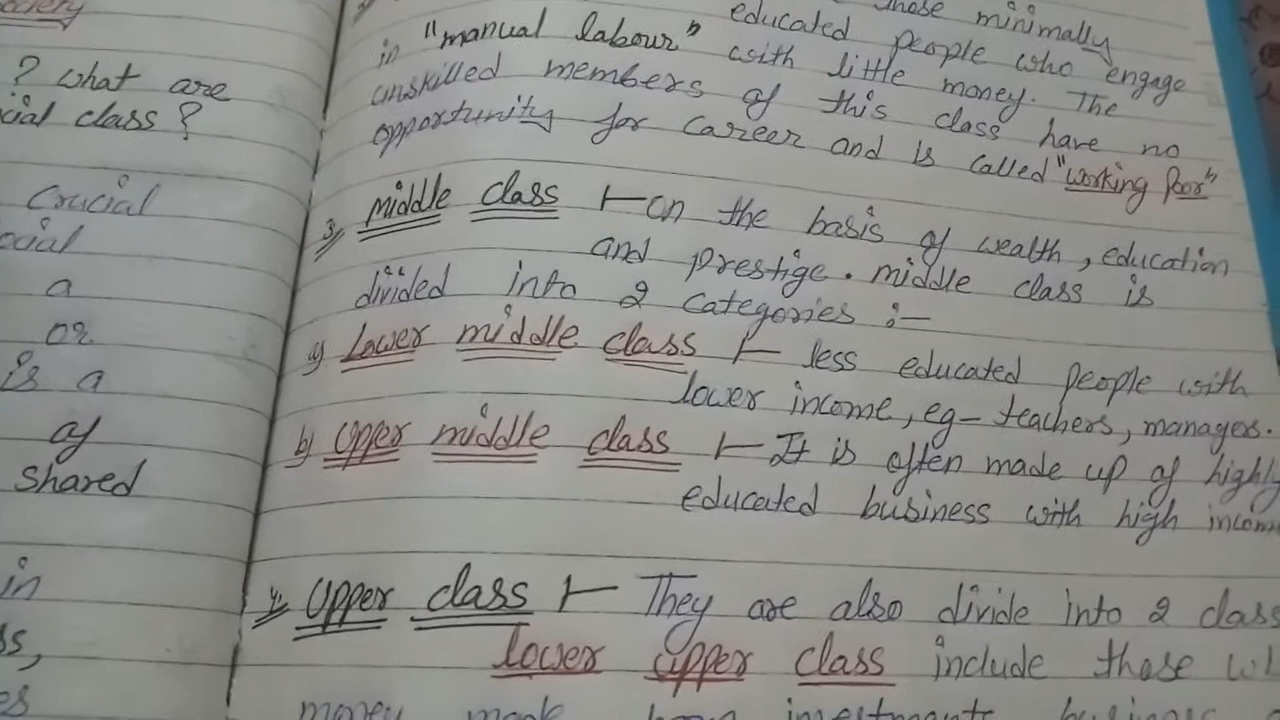 ? what are
class ?
crucial
a
or
is a
of
shared
in
those minimally
educated people who engage
in "manual labour" with little money. The
unskilled members of this class have no
opportunity for career and is called "working poor"
3) middle class :- on the basis of wealth, education
and prestige. middle class is
divided into 2 categories :-
a) Lower middle class :- less educated people with
lower income, eg- teachers, managers.
b) Upper middle class :- It is often made up of highly
educated business with high
4) Upper class :- They are also divide into 2 class
lower upper class include those
money made from investments business